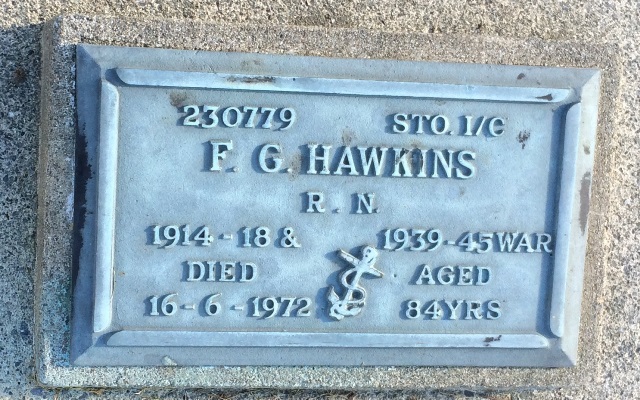 230779 STO. 1/C
F. G. HAWKINS
R. N.
1914-18 & 1939-45 WAR
DIED AGED
16-6-1972 84 YRS